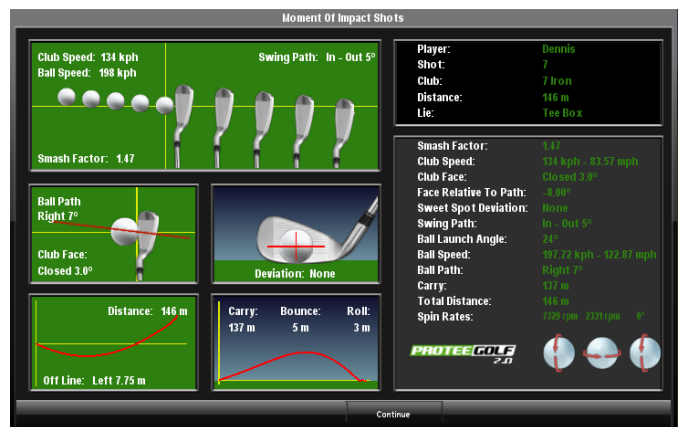 Moment Of Impact Shots
Club Speed: 134 kph
Ball Speed: 198 kph
Swing Path: In - Out 5°
Smash Factor: 1.47
Ball Path
Right 7°
Club Face:
Closed 3.0°
Deviation: None
Distance: 146 m
Off Line: Left 7.75 m
Carry: Bounce: Roll:
137 m 5 m 3 m
Player: Dennis
Shot: 7
Club: 7 Iron
Distance: 146 m
Lie: Tee Box
Smash Factor: 1.47
Club Speed: 134 kph - 83.57 mph
Club Face: Closed 3.0°
Face Relative To Path: -8.00°
Sweet Spot Deviation: None
Swing Path: In - Out 5°
Ball Launch Angle: 24°
Ball Speed: 197.72 kph - 122.87 mph
Ball Path: Right 7°
Carry: 137 m
Total Distance: 146 m
Spin Rates: 7329 rpm 2331 rpm 0°
PROTEE GOLF
2.0
Continue